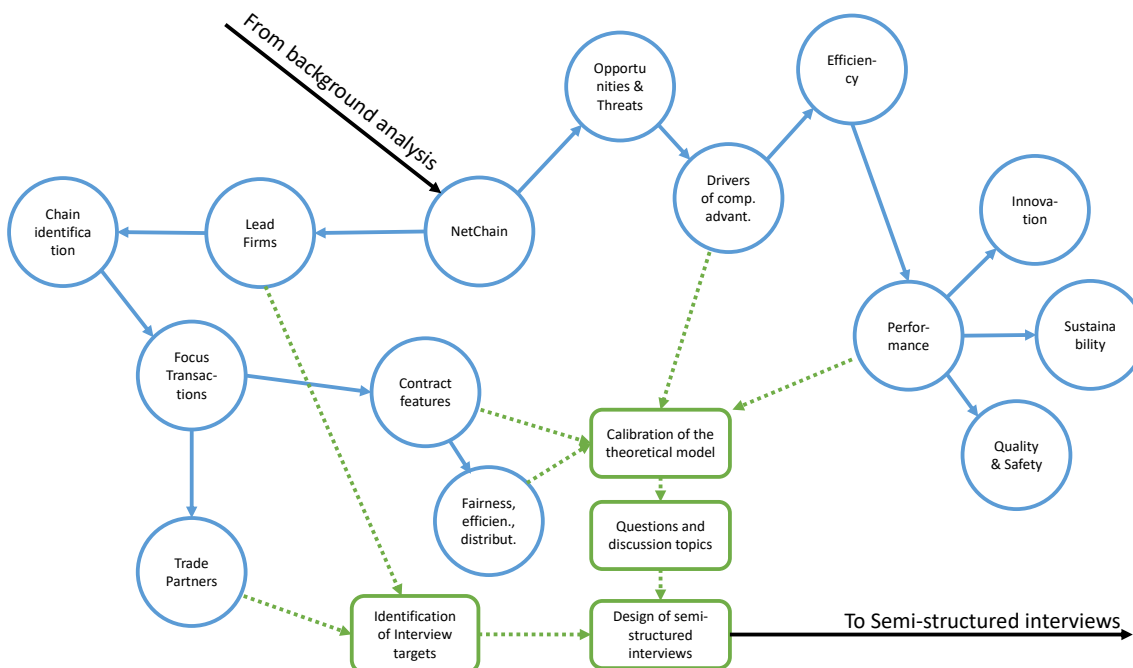 From background analysis
Opportu
nities &
Threats
Efficien-
cy
Drivers
of comp.
advant.
Chain
identifica
tion
Lead
Firms
NetChain
Innova-
tion
Focus
Transac-
tions
Contract
features
Perfor-
mance
Sustaina
bility
Calibration of the
theoretical model
Quality
& Safety
Fairness,
efficien.,
distribut.
Questions and
discussion topics
Trade
Partners
Identification
of Interview
targets
Design of semi-
structured
interviews
To Semi-structured interviews